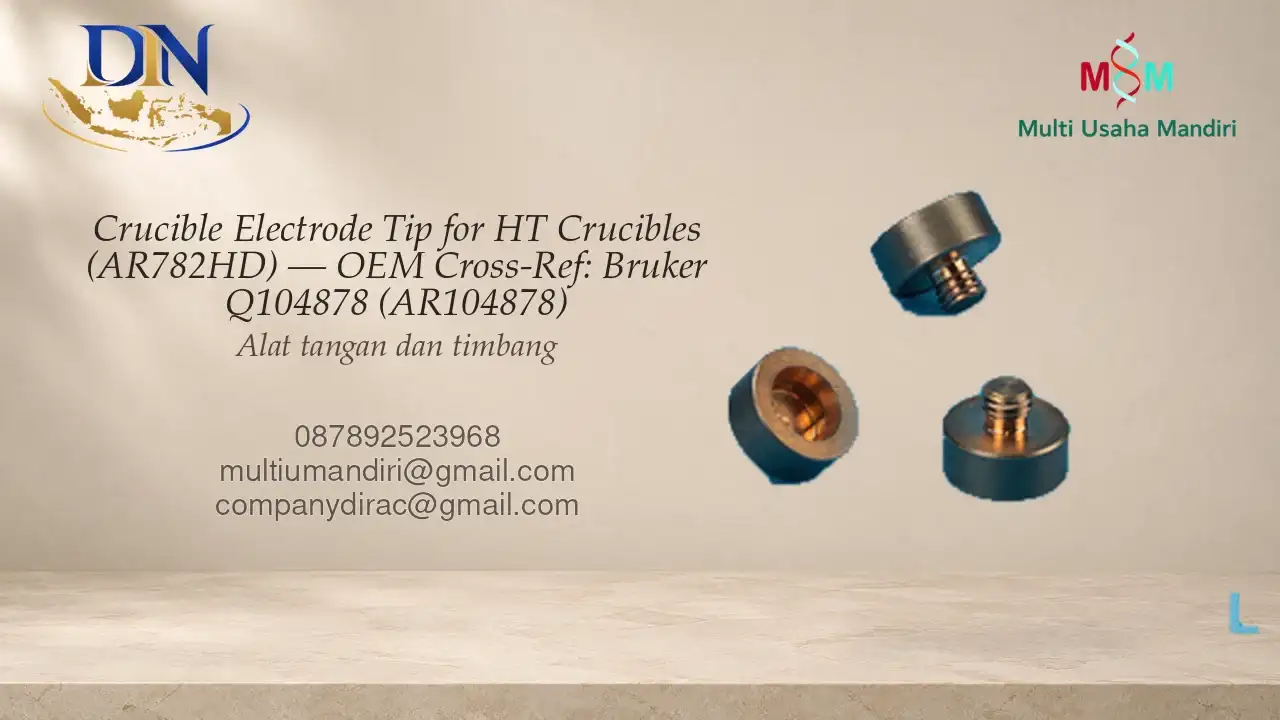 DIN
MSM
Multi Usaha Mandiri
Crucible Electrode Tip for HT Crucibles
(AR782HD) — OEM Cross-Ref: Bruker
Q104878 (AR104878)
Alat tangan dan timbang
087892523968
multiumandiri@gmail.com
companydirac@gmail.com
L